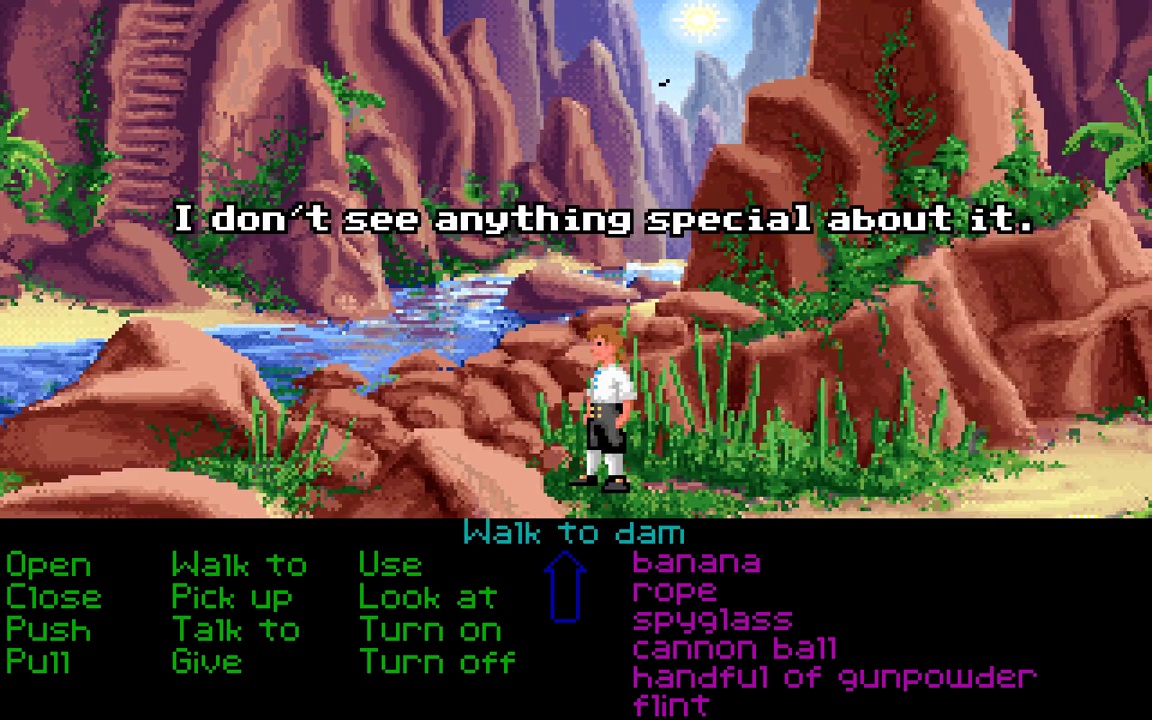 I don't see anything special about it.
Walk to dam
Open Walk to Use
Close Pick up Look at
Push Talk to Turn on
Pull Give Turn off
banana
rope
spyglass
cannon ball
handful of gunpowder
flint